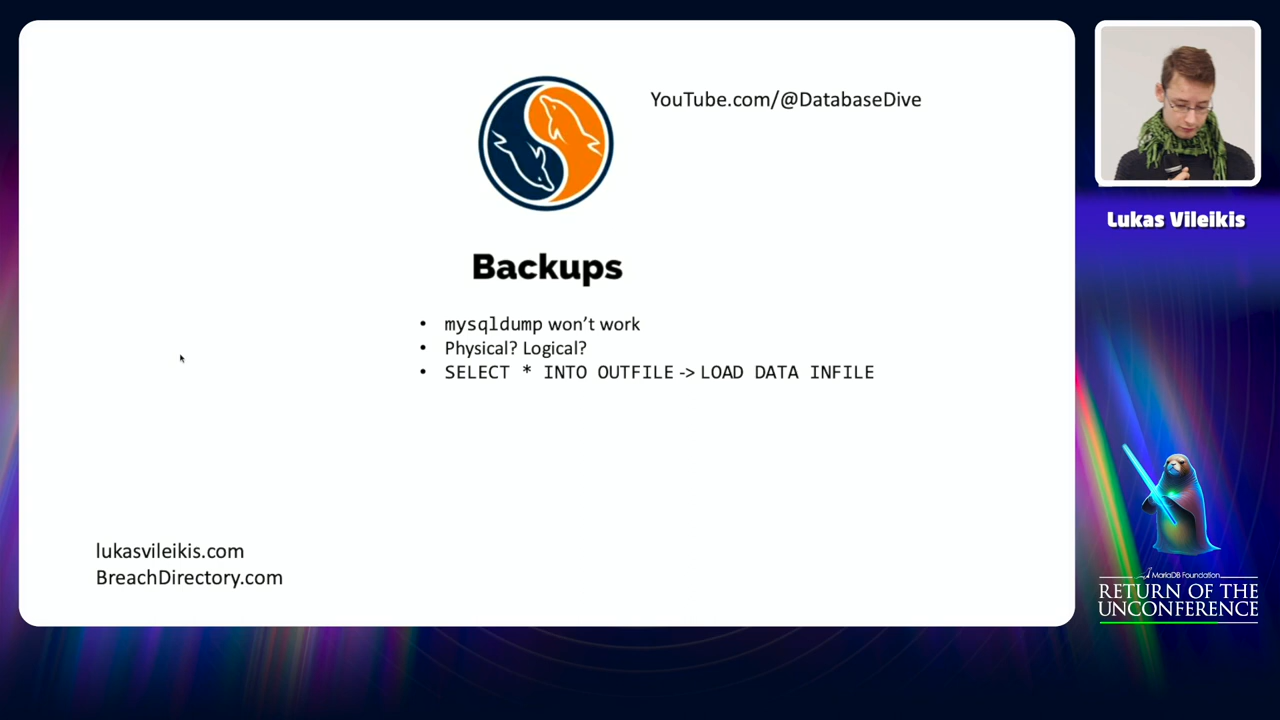 YouTube.com/@DatabaseDive
Backups
• mysqldump won’t work
• Physical? Logical?
• SELECT * INTO OUTFILE -> LOAD DATA INFILE
lukasvileikis.com
BreachDirectory.com
Lukas Vileikis
MariaDB Foundation
RETURN OF THE
UNCONFERENCE